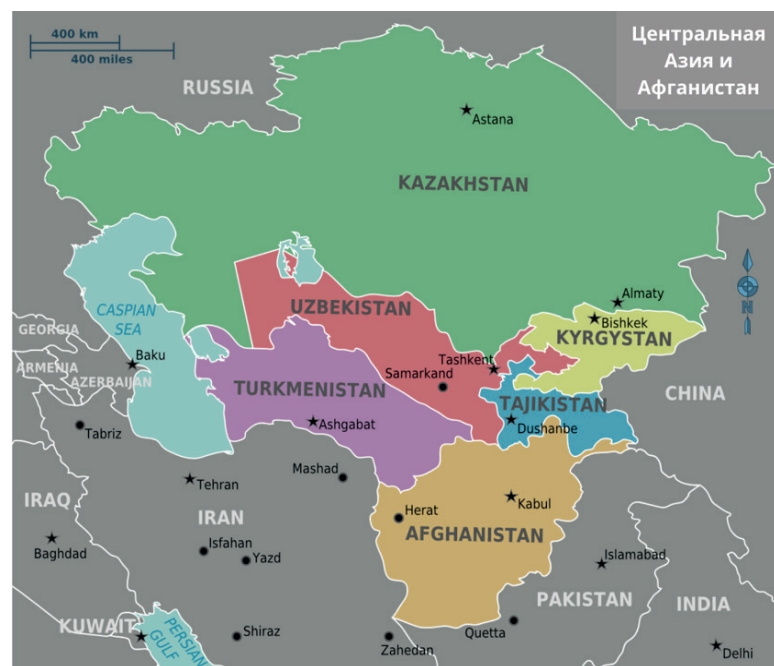 400 km
400 miles
Центральная
Азия и
Афганистан
RUSSIA
Astana
KAZAKHSTAN
CASPIAN
SEA
UZBEKISTAN
Almaty
N
Bishkek
GEORGIA
KYRGYSTAN
Baku
Tashkent
ARMENIA
AZERBAIJAN
TURKMENISTAN
Samarkand
CHINA
TAJIKISTAN
Ashgabat
Dushanbe
Tabriz
Mashad
Tehran
IRAQ
Kabul
Herat
IRAN
AFGHANISTAN
Baghdad
Isfahan
Yazd
Islamabad
PAKISTAN
INDIA
KUWAIT
PERSIAN
GULF
Shiraz
Zahedan
Quetta
Delhi